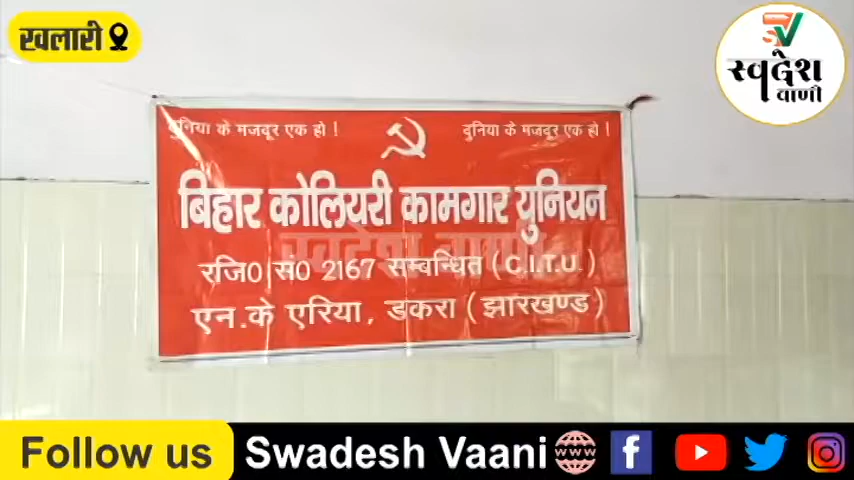 खलारी
स्वदेश
वाणी
दुनिया के मजदूर एक हो ! दुनिया के मजदूर एक हो !
बिहार कोलियरी कामगार युनियन
स्वदेश वाणी
रजि0 सं0 2167 सम्बन्धित (C.I.T.U.)
एन.के एरिया, डकरा (झारखण्ड)
Follow us Swadesh Vaani